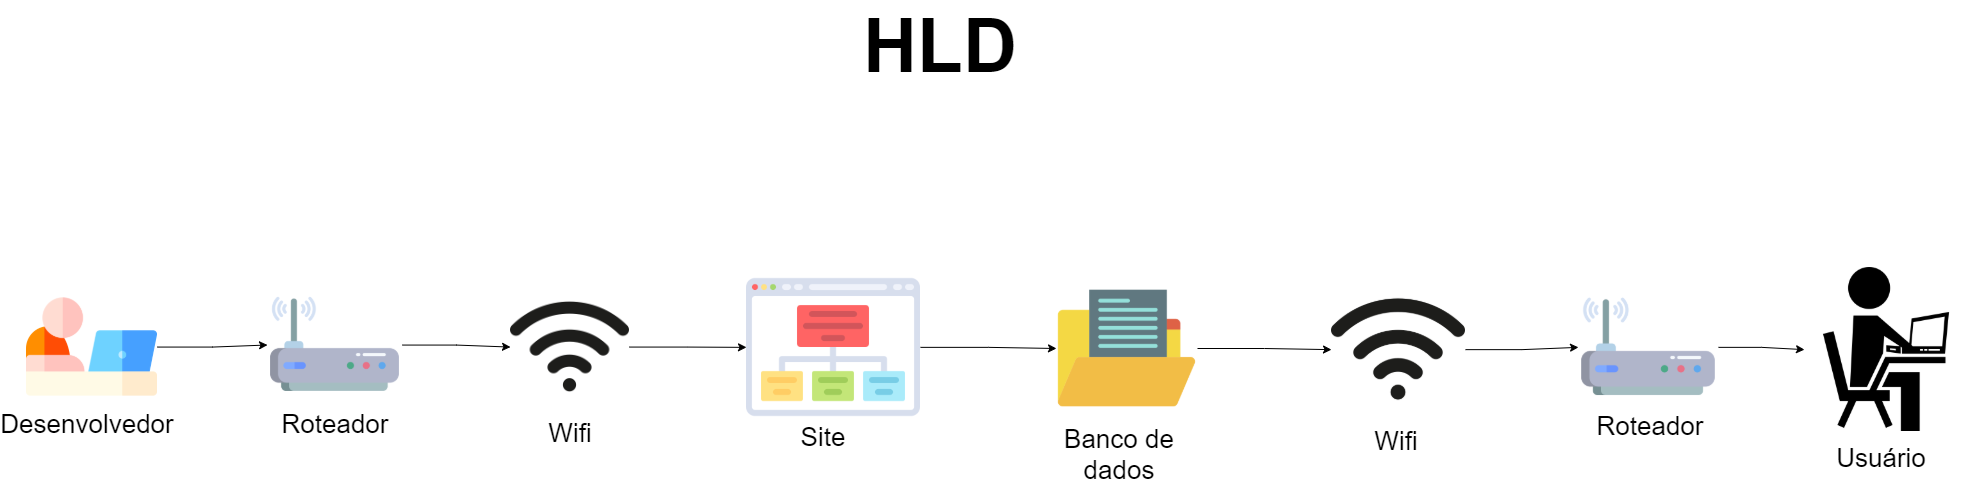 HLD
Desenvolvedor
Roteador
Wifi
Site
Banco de
dados
Wifi
Roteador
Usuário